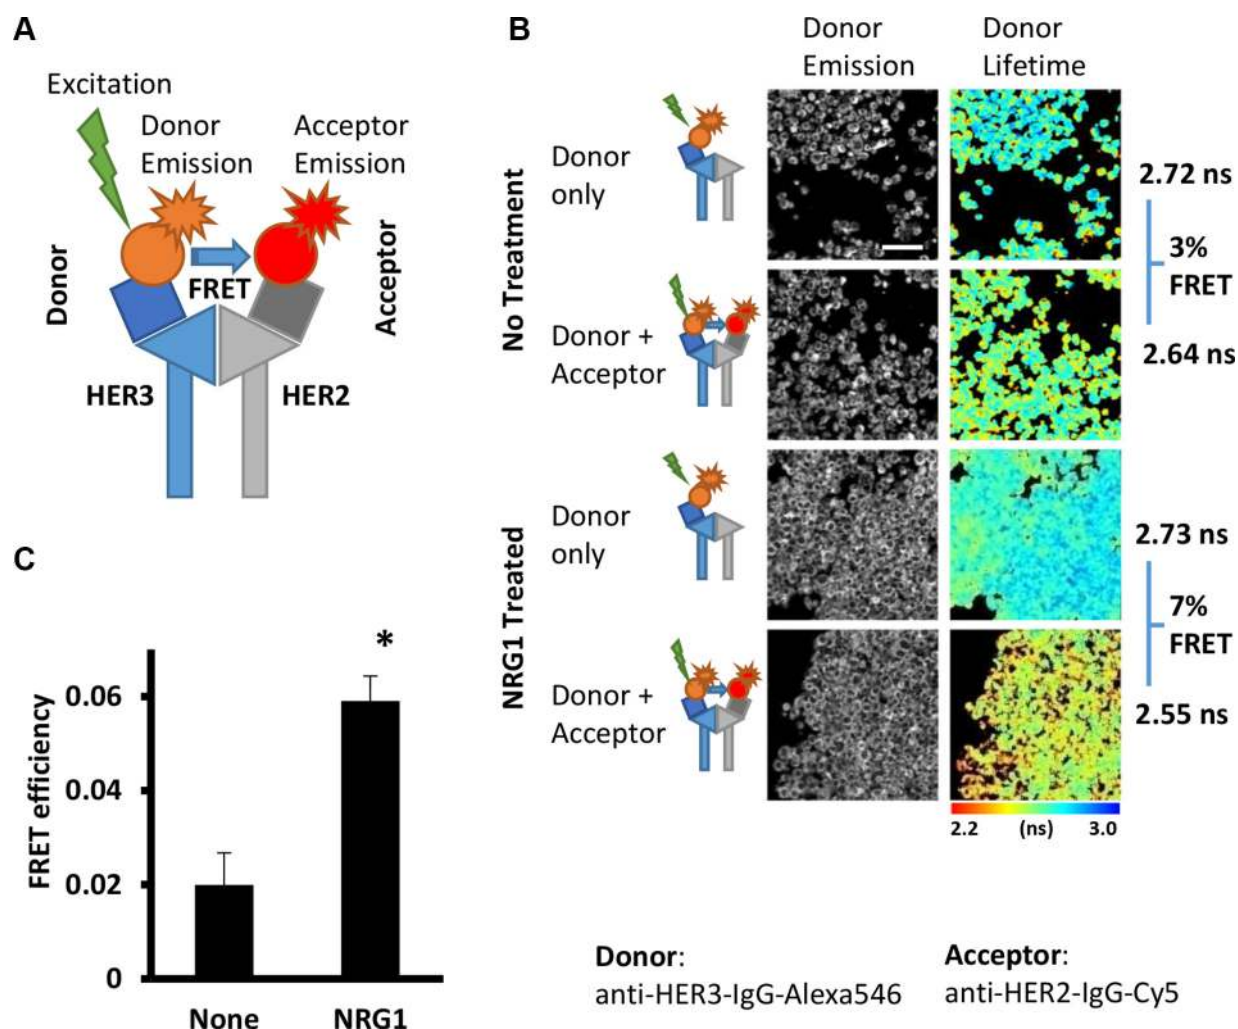 A
Excitation
Donor
Emission
Acceptor
Emission
Donor
FRET
Acceptor
HER3
HER2
B
Donor
Emission
Donor
Lifetime
No Treatment
Donor
only
2.72 ns
3%
FRET
Donor +
Acceptor
2.64 ns
NRG1 Treated
Donor
only
2.73 ns
7%
FRET
Donor +
Acceptor
2.55 ns
2.2 (ns) 3.0
C
FRET efficiency
*
0.06
0.04
0.02
0
None NRG1
Donor:
anti-HER3-IgG-Alexa546
Acceptor:
anti-HER2-IgG-Cy5